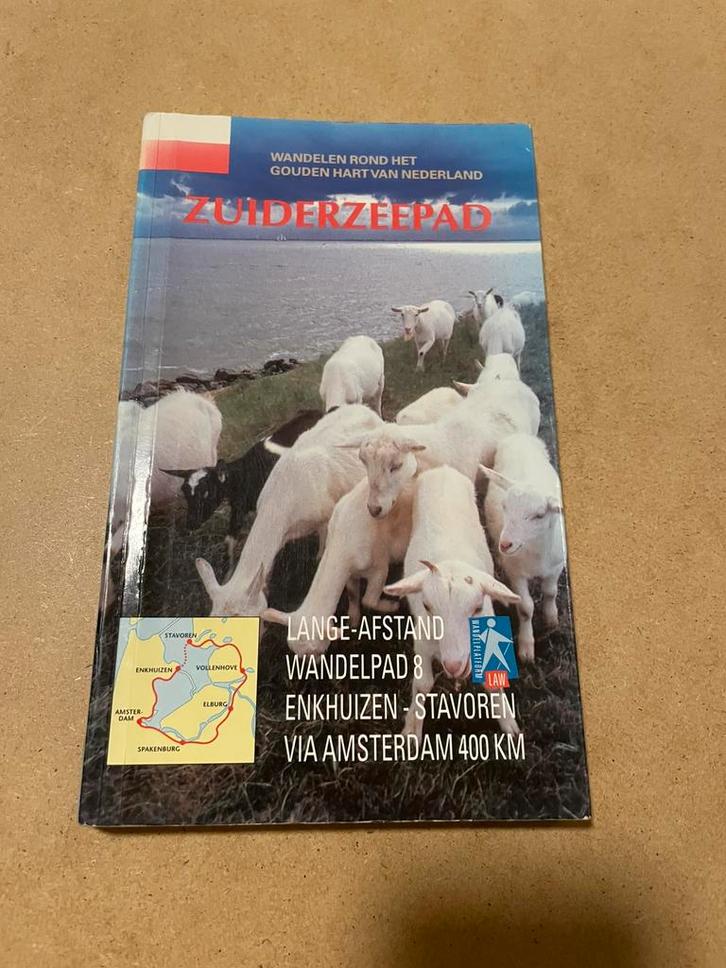 WANDELEN ROND HET
GOUDEN HART VAN NEDERLAND
ZUIDERZEEPAD
LANGE-AFSTAND
WANDELPAD 8
ENKHUIZEN - STAVOREN
VIA AMSTERDAM 400 KM
WANDELPLATFORM
LAW
STAVOREN
ENKHUIZEN
VOLLENHOVE
ELBURG
AMSTER-
DAM
SPAKENBURG